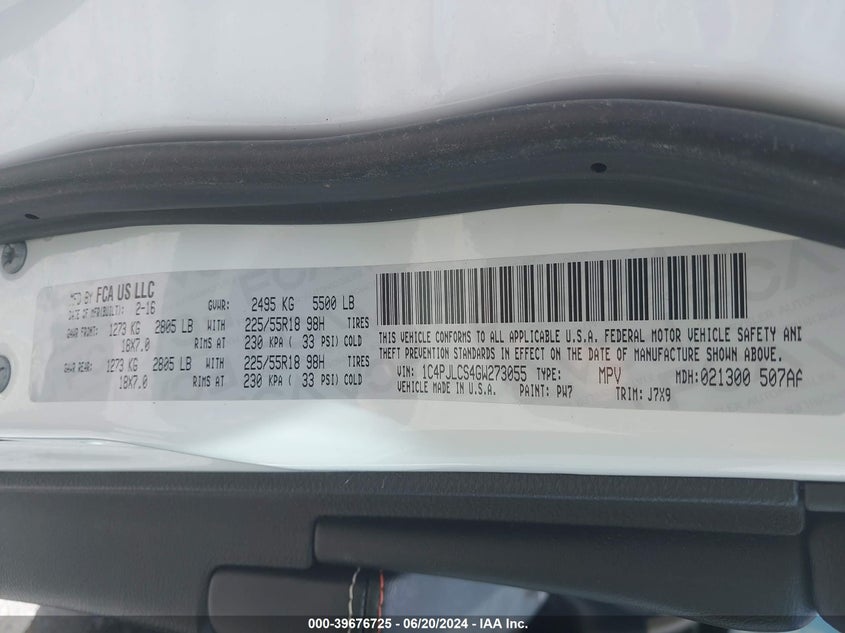 MFD BY FCA US LLC
DATE OF MFR(BUILT): 2-16 GVWR: 2495 KG 5500 LB
GAWR FRONT: 1273 KG 2805 LB WITH 225/55R18 98H TIRES
18X7.0 RIMS AT 230 KPA ( 33 PSI) COLD
GAWR REAR: 1273 KG 2805 LB WITH 225/55R18 98H TIRES
18X7.0 RIMS AT 230 KPA ( 33 PSI) COLD
THIS VEHICLE CONFORMS TO ALL APPLICABLE U.S.A. FEDERAL MOTOR VEHICLE SAFETY AND
THEFT PREVENTION STANDARDS IN EFFECT ON THE DATE OF MANUFACTURE SHOWN ABOVE.
VIN: 1C4PJLCS4GW273055 TYPE: MPV MDH:021300 507AA
VEHICLE MADE IN U.S.A. PAINT: PW7 TRIM: J7X9
000-39676725 — 06/20/2024 — IAA Inc.